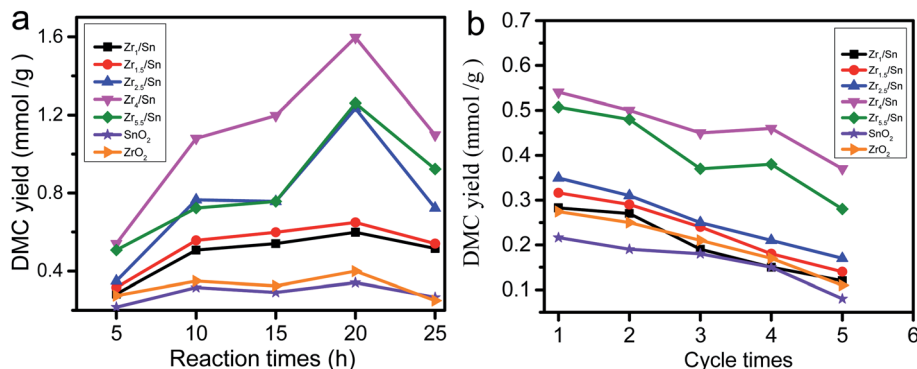 a
Zr₁/Sn
Zr₁.₅/Sn
Zr₂.₅/Sn
Zr₄/Sn
Zr₅.₅/Sn
SnO₂
ZrO₂
DMC yield (mmol /g)
1.6
1.2
0.8
0.4
5
10
15
20
25
Reaction times (h)
b
Zr₁/Sn
Zr₁.₅/Sn
Zr₂.₅/Sn
Zr₄/Sn
Zr₅.₅/Sn
SnO₂
ZrO₂
DMC yield (mmol /g)
0.7
0.6
0.5
0.4
0.3
0.2
0.1
1
2
3
4
5
6
Cycle times